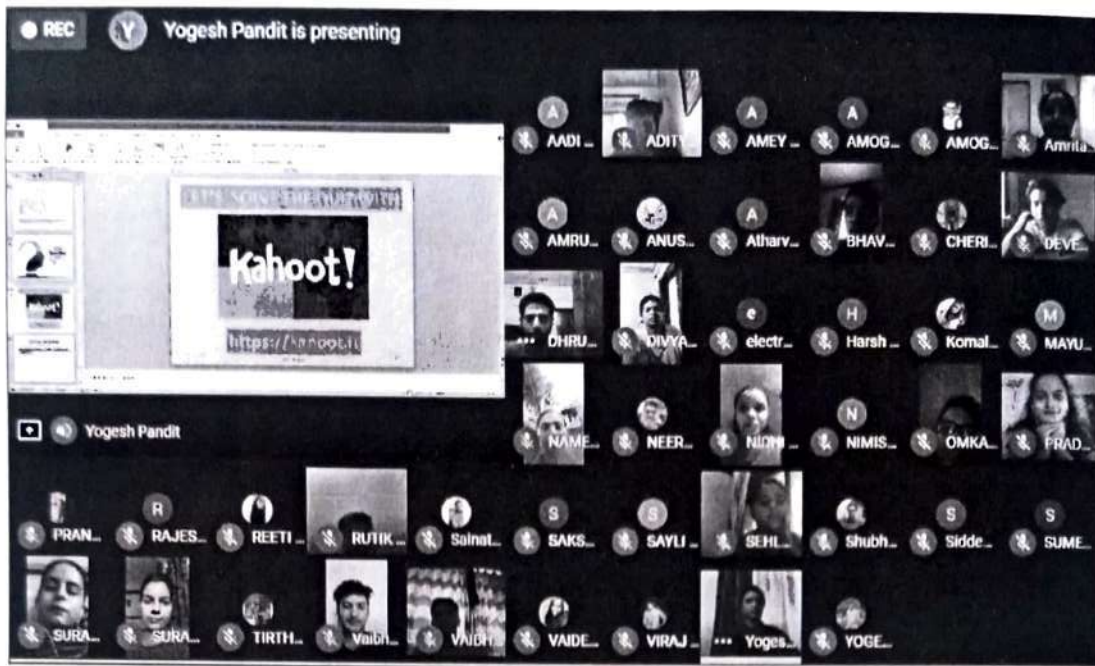 REC Y Yogesh Pandit is presenting
A A A
AADI ... ADITY AMEY ... AMOG... AMOG... Amrita
A A
AMRU... ANUS... Atharv... BHAV... CHERI... DEVE...
Kahoot!
e H M
DHRU... DIVYA electr... Harsh Komal... MAYU...
N
NAME... NEER... NIDHI NIMIS... OMKA... PRAD...
Yogesh Pandit
R S S S S
PRAN... RAJES... REETI RUTIK ... Sainat... SAKS... SAYLI SEHL... Shubh... Sidde... SUME...
SURA... SURA... TIRTH... Vaibh... VAIBH... VAIDE... VIRAJ Yoges... YOGE...